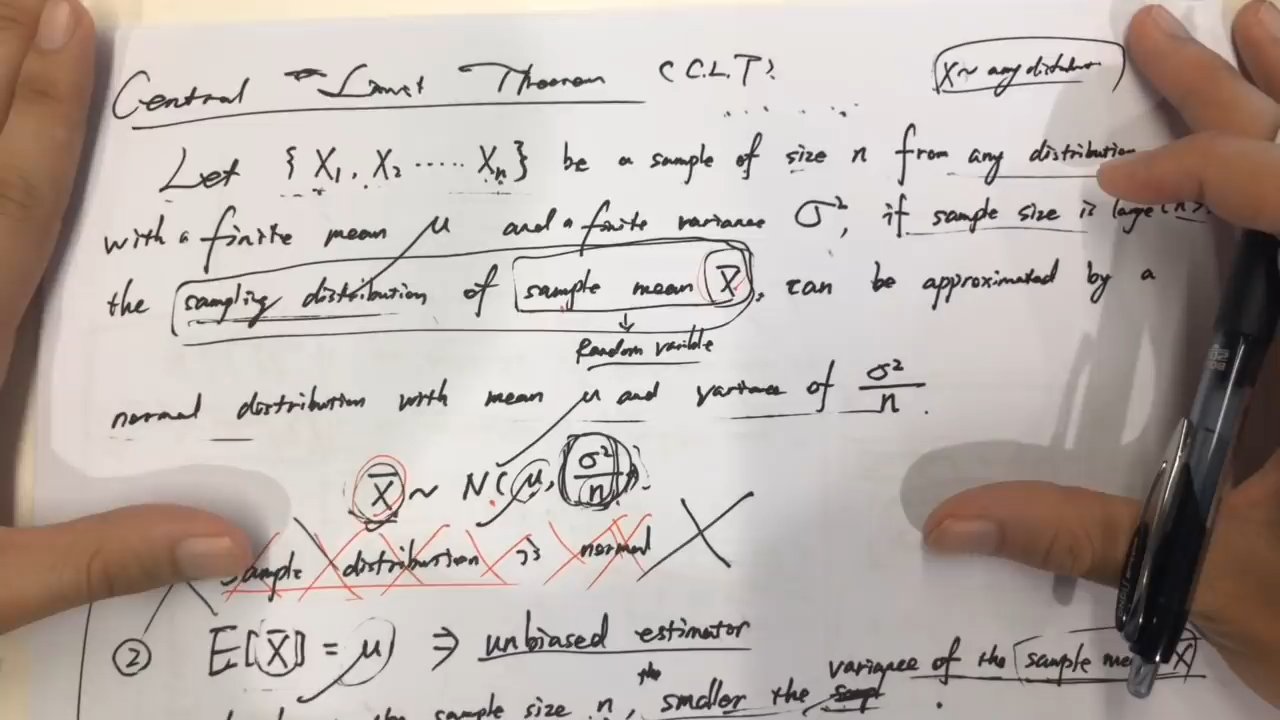 Central Limit Theorem (C.L.T).
X ~ any distribution
Let {X₁, X₂ ..... Xₙ} be a sample of size n from any distribution
with a finite mean μ and a finite variance σ², if sample size is large (n>
the sampling distribution of sample mean X̄, can be approximated by a
↓
Random varible
normal distribution with mean μ and variance of σ²/n.
X̄ ~ N(μ, σ²/n).
sample distribution is normal
② E[X̄] = μ ⇒ unbiased estimator
variance of the sample mean X̄
the sample size n, the smaller the